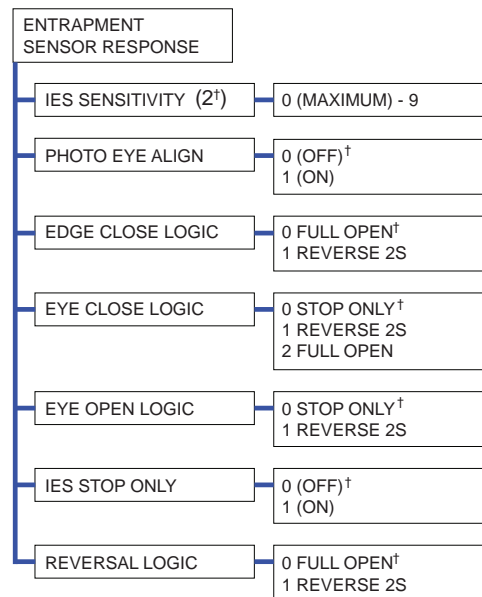 ENTRAPMENT
SENSOR RESPONSE
IES SENSITIVITY (2†)
0 (MAXIMUM) - 9
PHOTO EYE ALIGN
0 (OFF)†
1 (ON)
EDGE CLOSE LOGIC
0 FULL OPEN†
1 REVERSE 2S
EYE CLOSE LOGIC
0 STOP ONLY†
1 REVERSE 2S
2 FULL OPEN
EYE OPEN LOGIC
0 STOP ONLY†
1 REVERSE 2S
IES STOP ONLY
0 (OFF)†
1 (ON)
REVERSAL LOGIC
0 FULL OPEN†
1 REVERSE 2S